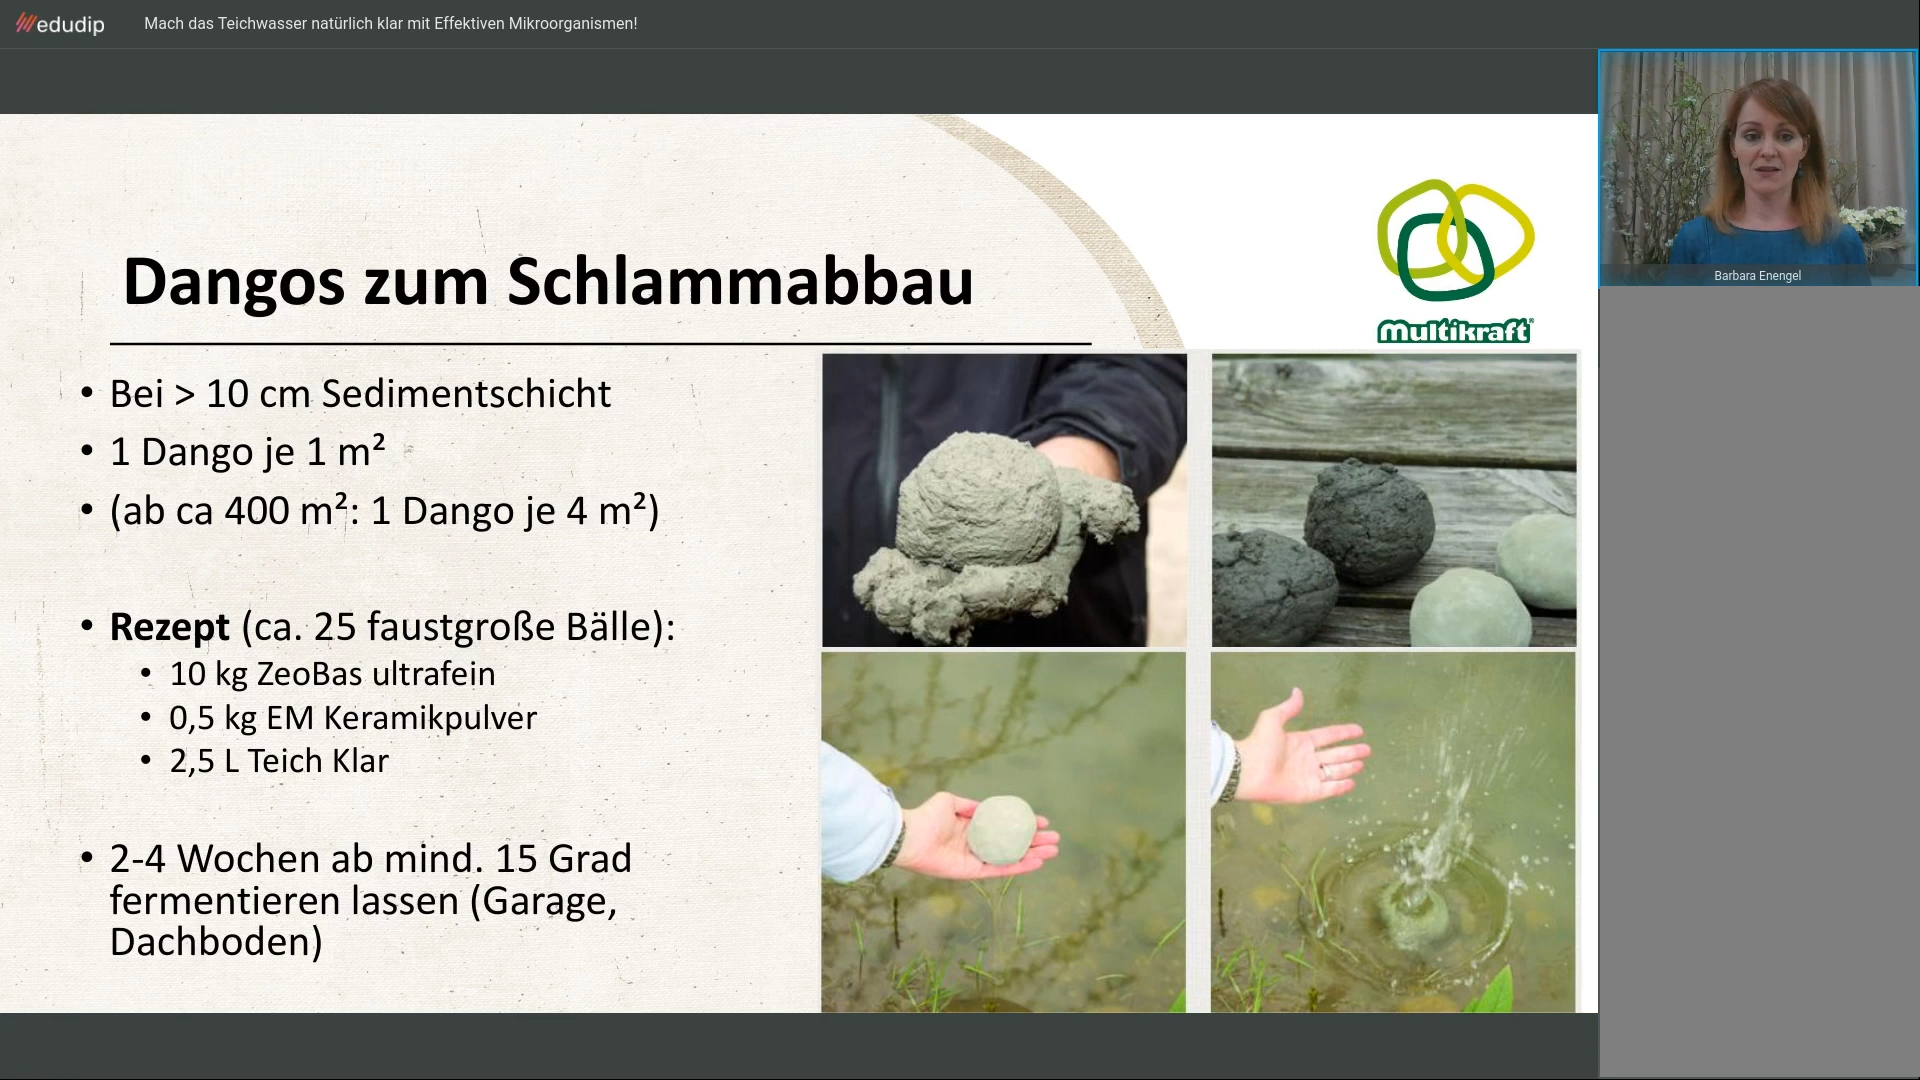 edudip
Mach das Teichwasser natürlich klar mit Effektiven Mikroorganismen!
Barbara Enengel
multikraft®
Dangos zum Schlammabbau
• Bei > 10 cm Sedimentschicht
• 1 Dango je 1 m²
• (ab ca 400 m²: 1 Dango je 4 m²)
• Rezept (ca. 25 faustgroße Bälle):
• 10 kg ZeoBas ultrafein
• 0,5 kg EM Keramikpulver
• 2,5 L Teich Klar
• 2-4 Wochen ab mind. 15 Grad
fermentieren lassen (Garage,
Dachboden)